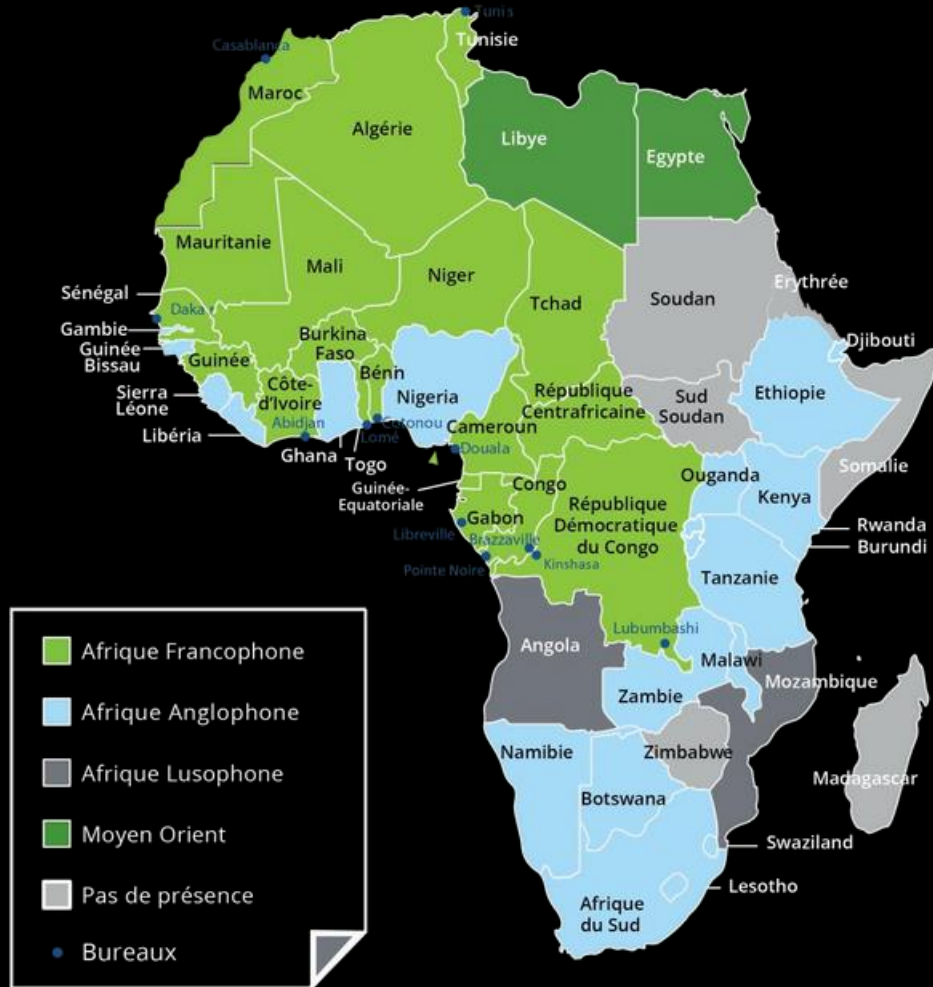 Tunis
Casablanca
Tunisie
Maroc
Algérie
Libye
Egypte
Mauritanie
Mali
Niger
Tchad
Soudan
Erythrée
Sénégal
Daka
Gambie
Guinée
Bissau
Guinée
Burkina
Faso
Bénn
Nigeria
Djibouti
Ethiopie
Sierra
Léone
Côte-
d'Ivoire
Abidjan
République
Centrafricaine
Sud
Soudan
Libéria
Ghana
Togo
Lomé
Cotonou
Cameroun
Douala
Guinée-
Equatoriale
Congo
Ouganda
Kenya
Somalie
Gabon
Libreville
Brazzaville
Pointe Noire
Kinshasa
République
Démocratique
du Congo
Rwanda
Burundi
Tanzanie
Lubumbashi
Angola
Malawi
Mozambique
Zambie
Namibie
Zimbabwe
Madagascar
Botswana
Swaziland
Lesotho
Afrique
du Sud
Afrique Francophone
Afrique Anglophone
Afrique Lusophone
Moyen Orient
Pas de présence
Bureaux